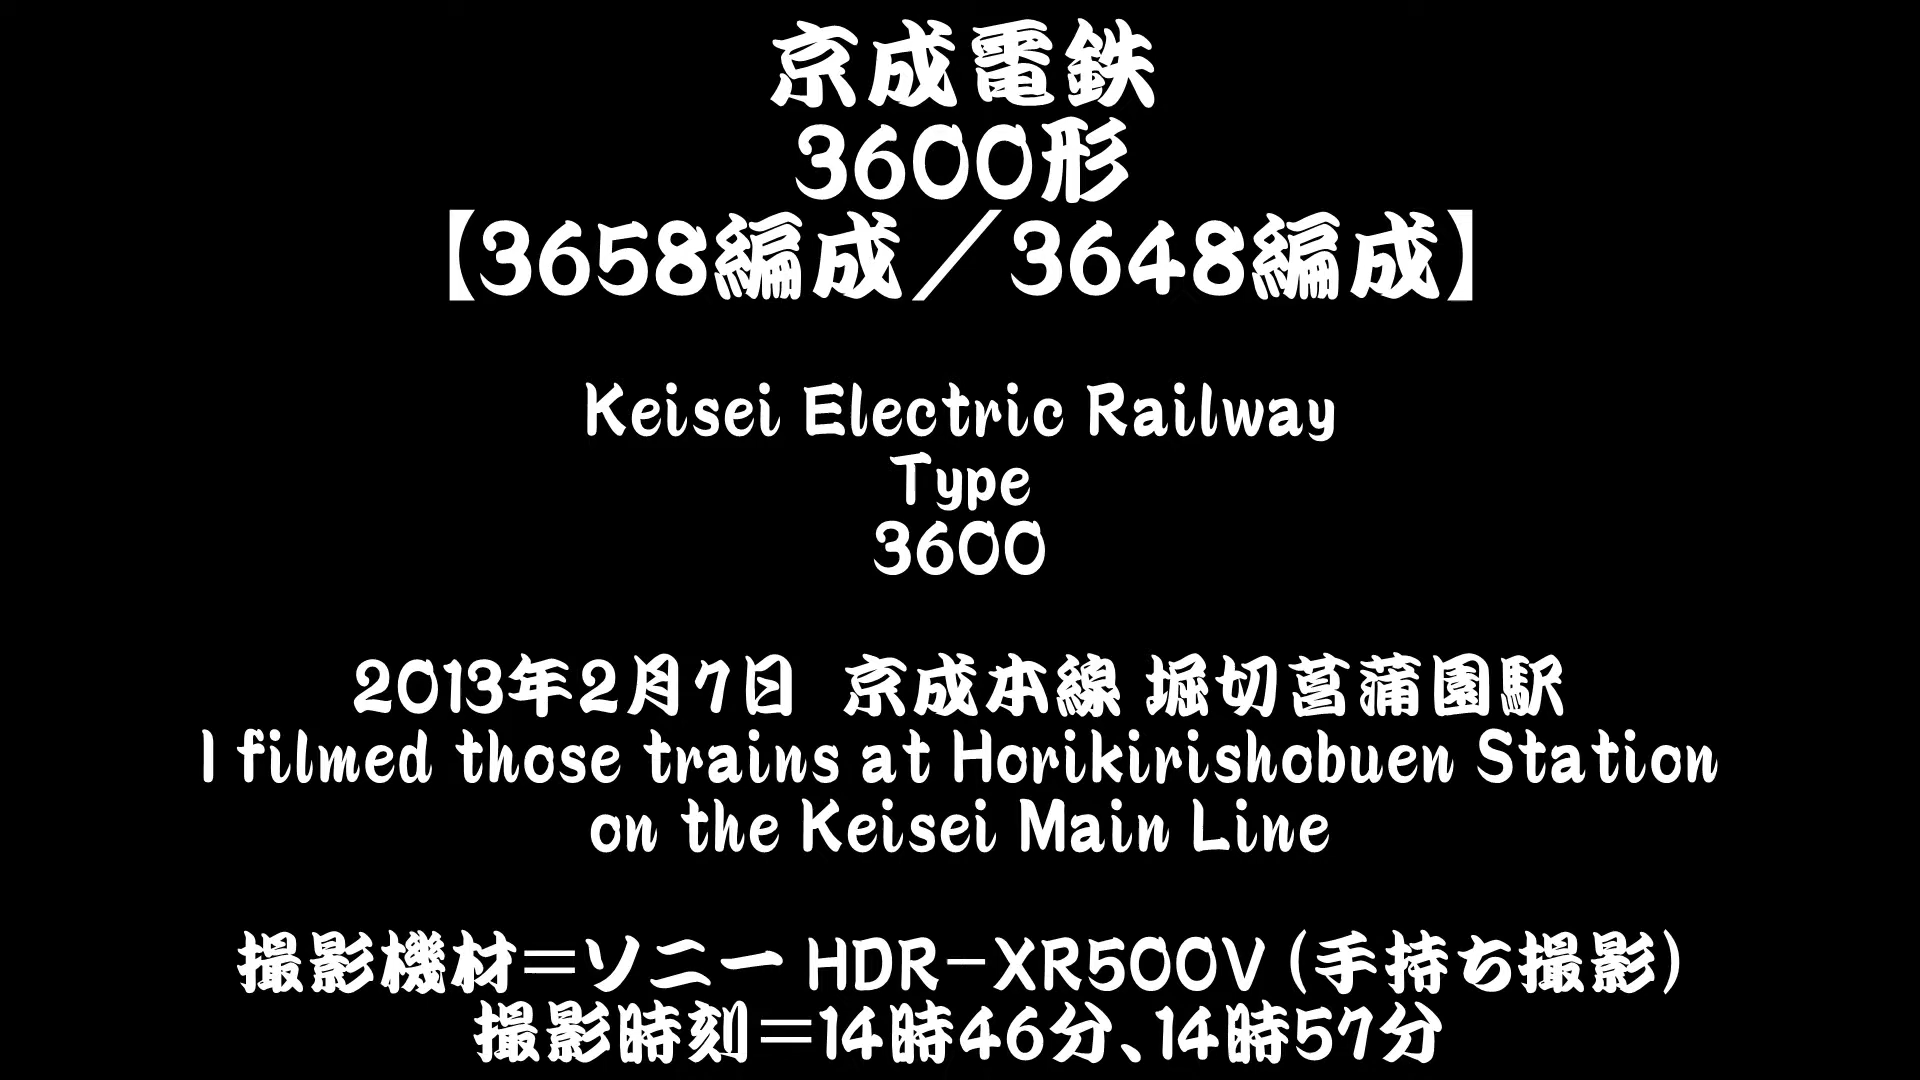 京成電鉄
3600形
【3658編成／3648編成】
Keisei Electric Railway
Type
3600
2013年2月7日 京成本線 堀切菖蒲園駅
I filmed those trains at Horikirishobuen Station
on the Keisei Main Line
撮影機材＝ソニー HDR-XR500V (手持ち撮影)
撮影時刻＝14時46分、14時57分